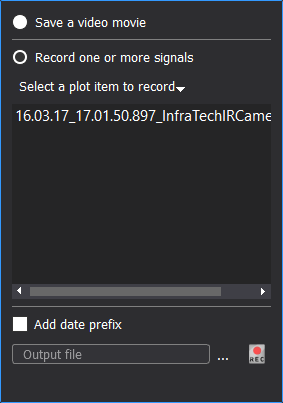 Save a video movie
Record one or more signals
Select a plot item to record
16.03.17_17.01.50.897_InfraTechIRCame
Add date prefix
Output file
...
REC